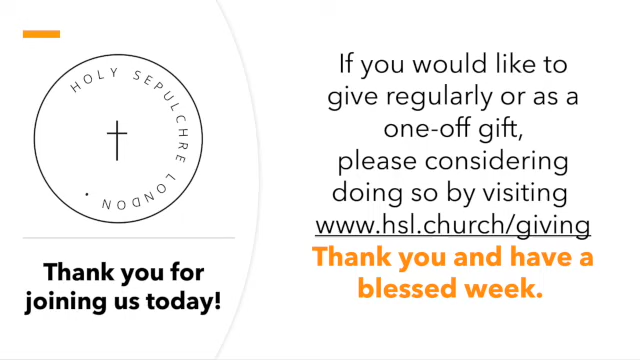 HOLY SEPULCHRE LONDON •
Thank you for
joining us today!
If you would like to
give regularly or as a
one-off gift,
please considering
doing so by visiting
www.hsl.church/giving
Thank you and have a
blessed week.